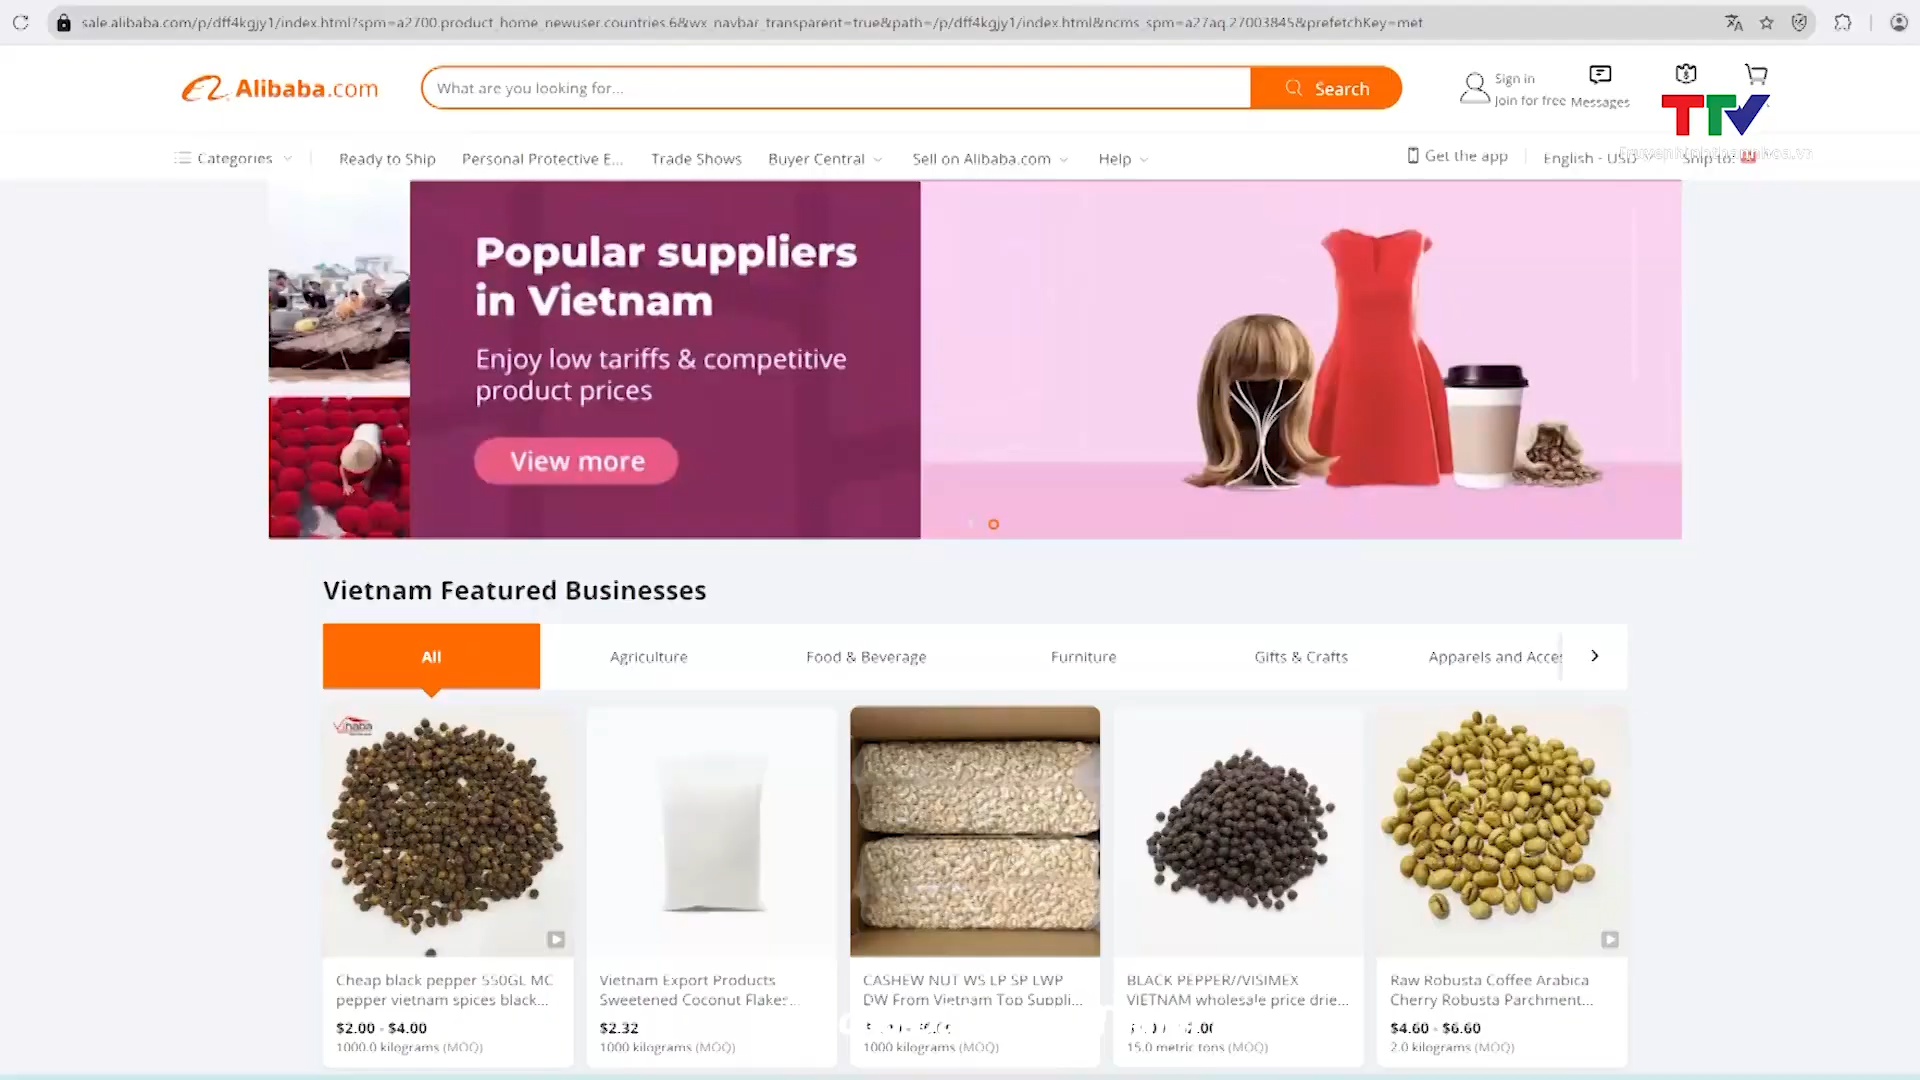 sale.alibaba.com/p/dff4kgjy1/index.html?spm=a2700.product_home_newuser.countries.6&wx_navbar_transparent=true&path=/p/dff4kgjy1/index.html&ncms_spm=a27aq.27003845&prefetchKey=met
Alibaba.com
What are you looking for...
Search
Sign in
Join for free
Messages
TTV
Categories
Ready to Ship
Personal Protective E...
Trade Shows
Buyer Central
Sell on Alibaba.com
Help
Get the app
English - USD
Ship to:
Popular suppliers
in Vietnam
Enjoy low tariffs & competitive
product prices
View more
Vietnam Featured Businesses
All
Agriculture
Food & Beverage
Furniture
Gifts & Crafts
Apparels and Acces
Vinaba
Cheap black pepper 550GL MC
pepper vietnam spices black...
$2.00 - $4.00
1000.0 kilograms (MOQ)
Vietnam Export Products
Sweetened Coconut Flakes...
$2.32
1000 kilograms (MOQ)
CASHEW NUT WS LP SP LWP
DW From Vietnam Top Suppli...
1000 kilograms (MOQ)
BLACK PEPPER//VISIMEX
VIETNAM wholesale price drie...
15.0 metric tons (MOQ)
Raw Robusta Coffee Arabica
Cherry Robusta Parchment...
$4.60 - $6.60
2.0 kilograms (MOQ)